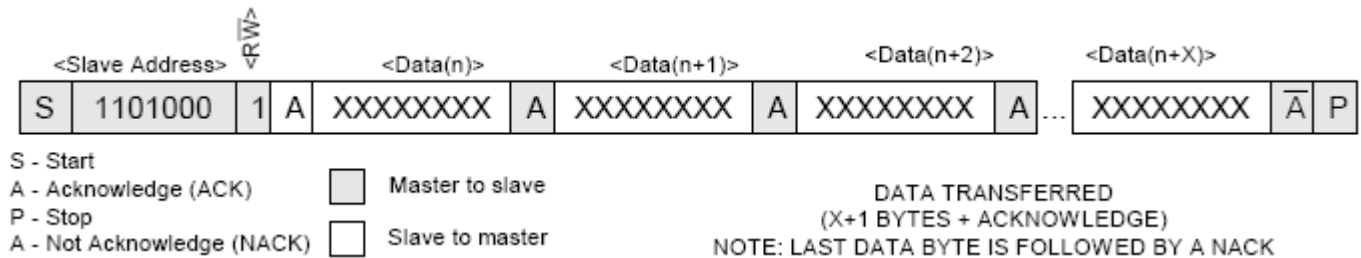 <Slave Address> <RW̅> <Data(n)> <Data(n+1)> <Data(n+2)> <Data(n+X)>
S 1101000 1 A XXXXXXXX A XXXXXXXX A XXXXXXXX A ... XXXXXXXX A̅ P
S - Start
A - Acknowledge (ACK) Master to slave DATA TRANSFERRED
P - Stop (X+1 BYTES + ACKNOWLEDGE)
A - Not Acknowledge (NACK) Slave to master NOTE: LAST DATA BYTE IS FOLLOWED BY A NACK